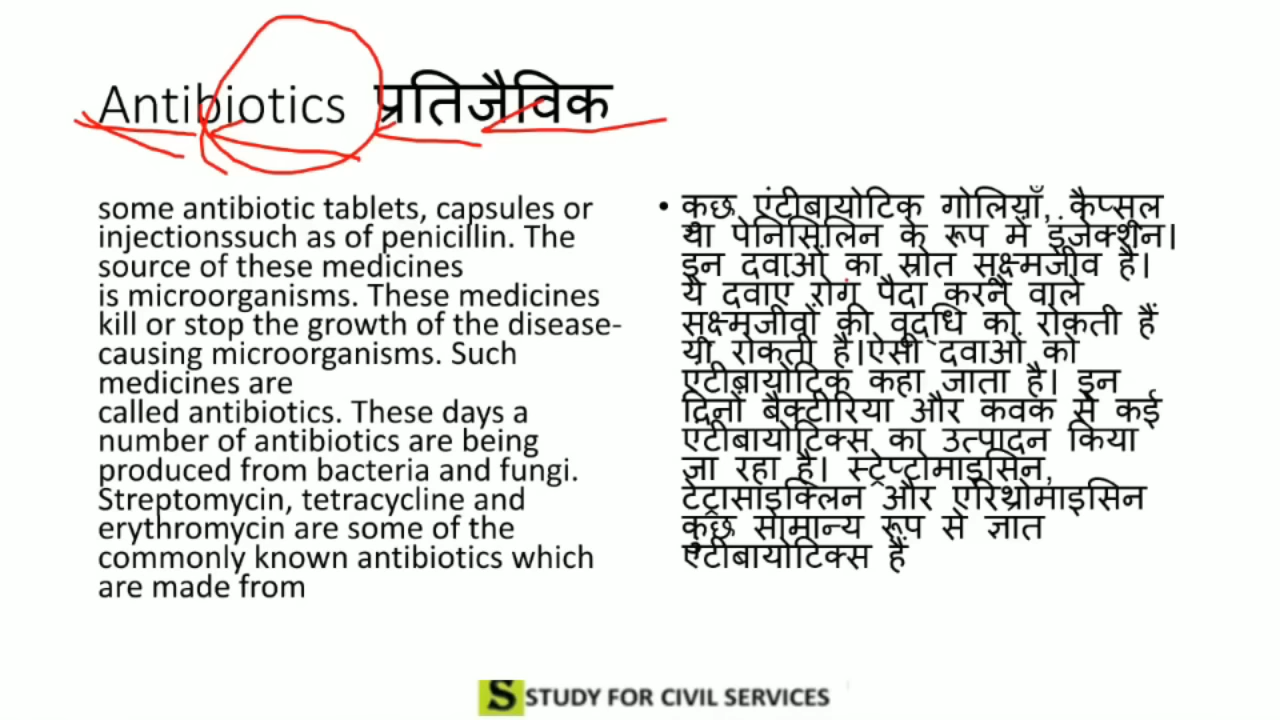 Antibiotics प्रतिजैविक
some antibiotic tablets, capsules or
injectionssuch as of penicillin. The
source of these medicines
is microorganisms. These medicines
kill or stop the growth of the disease-
causing microorganisms. Such
medicines are
called antibiotics. These days a
number of antibiotics are being
produced from bacteria and fungi.
Streptomycin, tetracycline and
erythromycin are some of the
commonly known antibiotics which
are made from
• कुछ एंटीबायोटिक गोलियाँ, कैप्सूल
या पेनिसिलिन के रूप में इंजेक्शन।
इन दवाओं का स्रोत सूक्ष्मजीव है।
ये दवाएं रोग पैदा करने वाले
सूक्ष्मजीवों की वृद्धि को रोकती हैं
या रोकती हैं।ऐसी दवाओं को
एंटीबायोटिक कहा जाता है। इन
दिनों बैक्टीरिया और कवक से कई
एंटीबायोटिक्स का उत्पादन किया
जा रहा है। स्ट्रेप्टोमाइसिन,
टेट्रासाइक्लिन और एरिथ्रोमाइसिन
कुछ सामान्य रूप से ज्ञात
एंटीबायोटिक्स हैं
S STUDY FOR CIVIL SERVICES